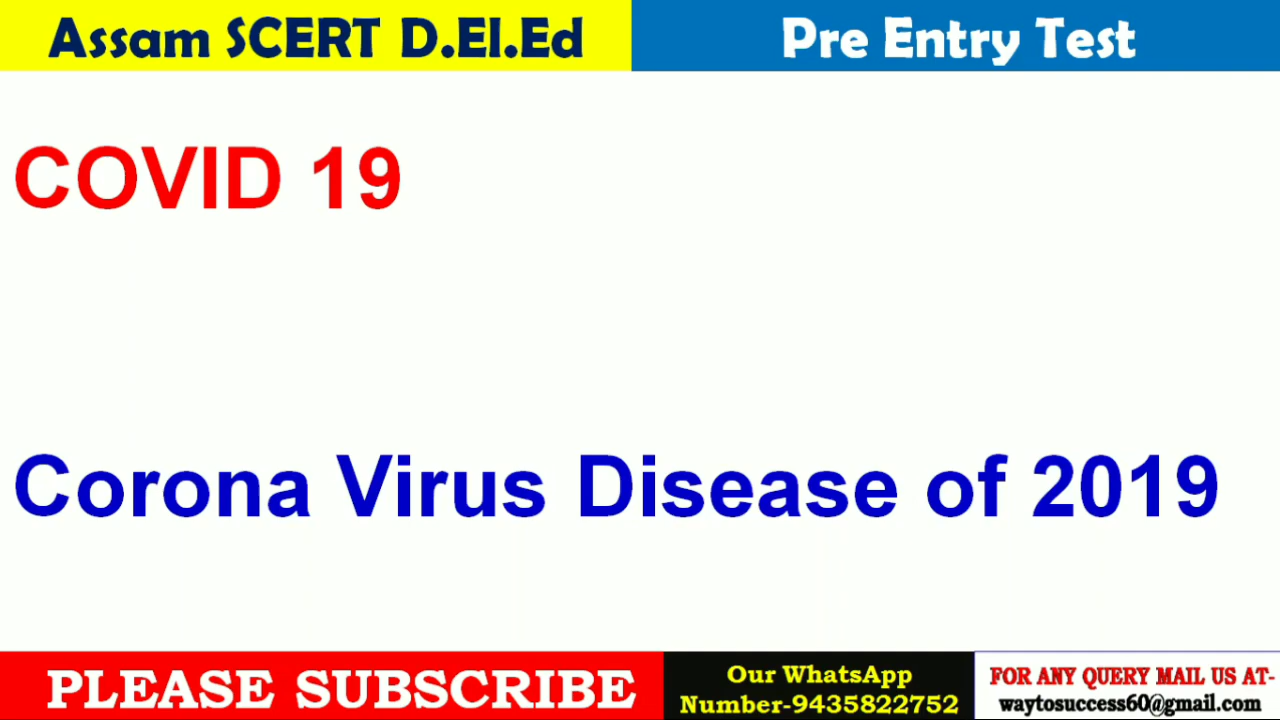 Assam SCERT D.El.Ed
Pre Entry Test
COVID 19
Corona Virus Disease of 2019
PLEASE SUBSCRIBE
Our WhatsApp
Number-9435822752
FOR ANY QUERY MAIL US AT-
waytosuccess60@gmail.com